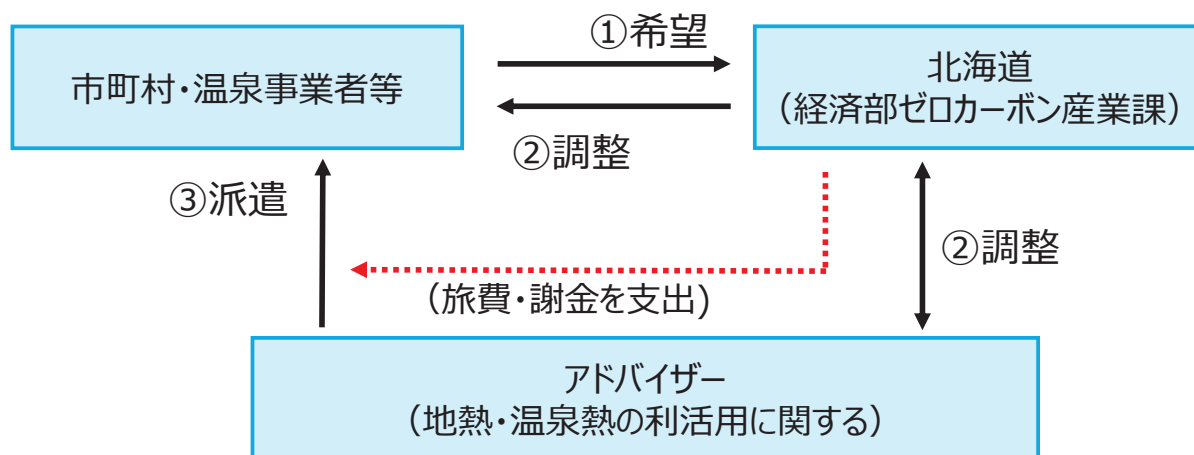 ①希望
市町村・温泉事業者等
北海道
（経済部ゼロカーボン産業課）
②調整
③派遣
②調整
（旅費・謝金を支出）
アドバイザー
（地熱・温泉熱の利活用に関する）